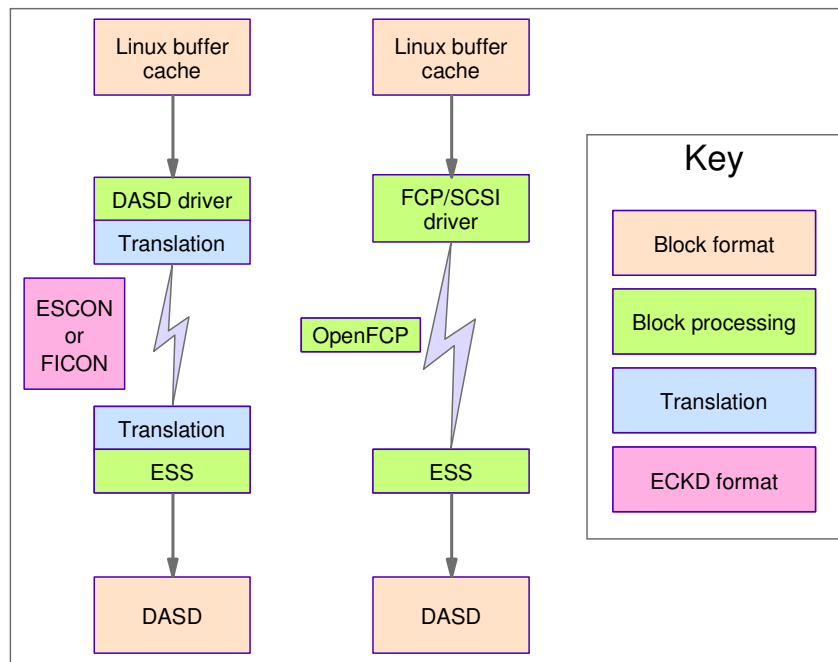 Linux buffer
cache
DASD driver
Translation
ESCON
or
FICON
Translation
ESS
DASD
Linux buffer
cache
FCP/SCSI
driver
OpenFCP
ESS
DASD
Key
Block format
Block processing
Translation
ECKD format